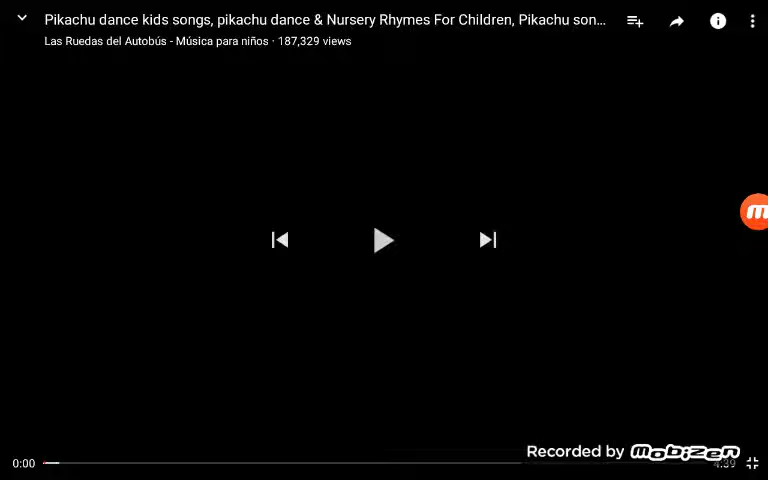 Pikachu dance kids songs, pikachu dance & Nursery Rhymes For Children, Pikachu son...
Las Ruedas del Autobús - Música para niños · 187,329 views
Recorded by mobizen
0:00
4:39